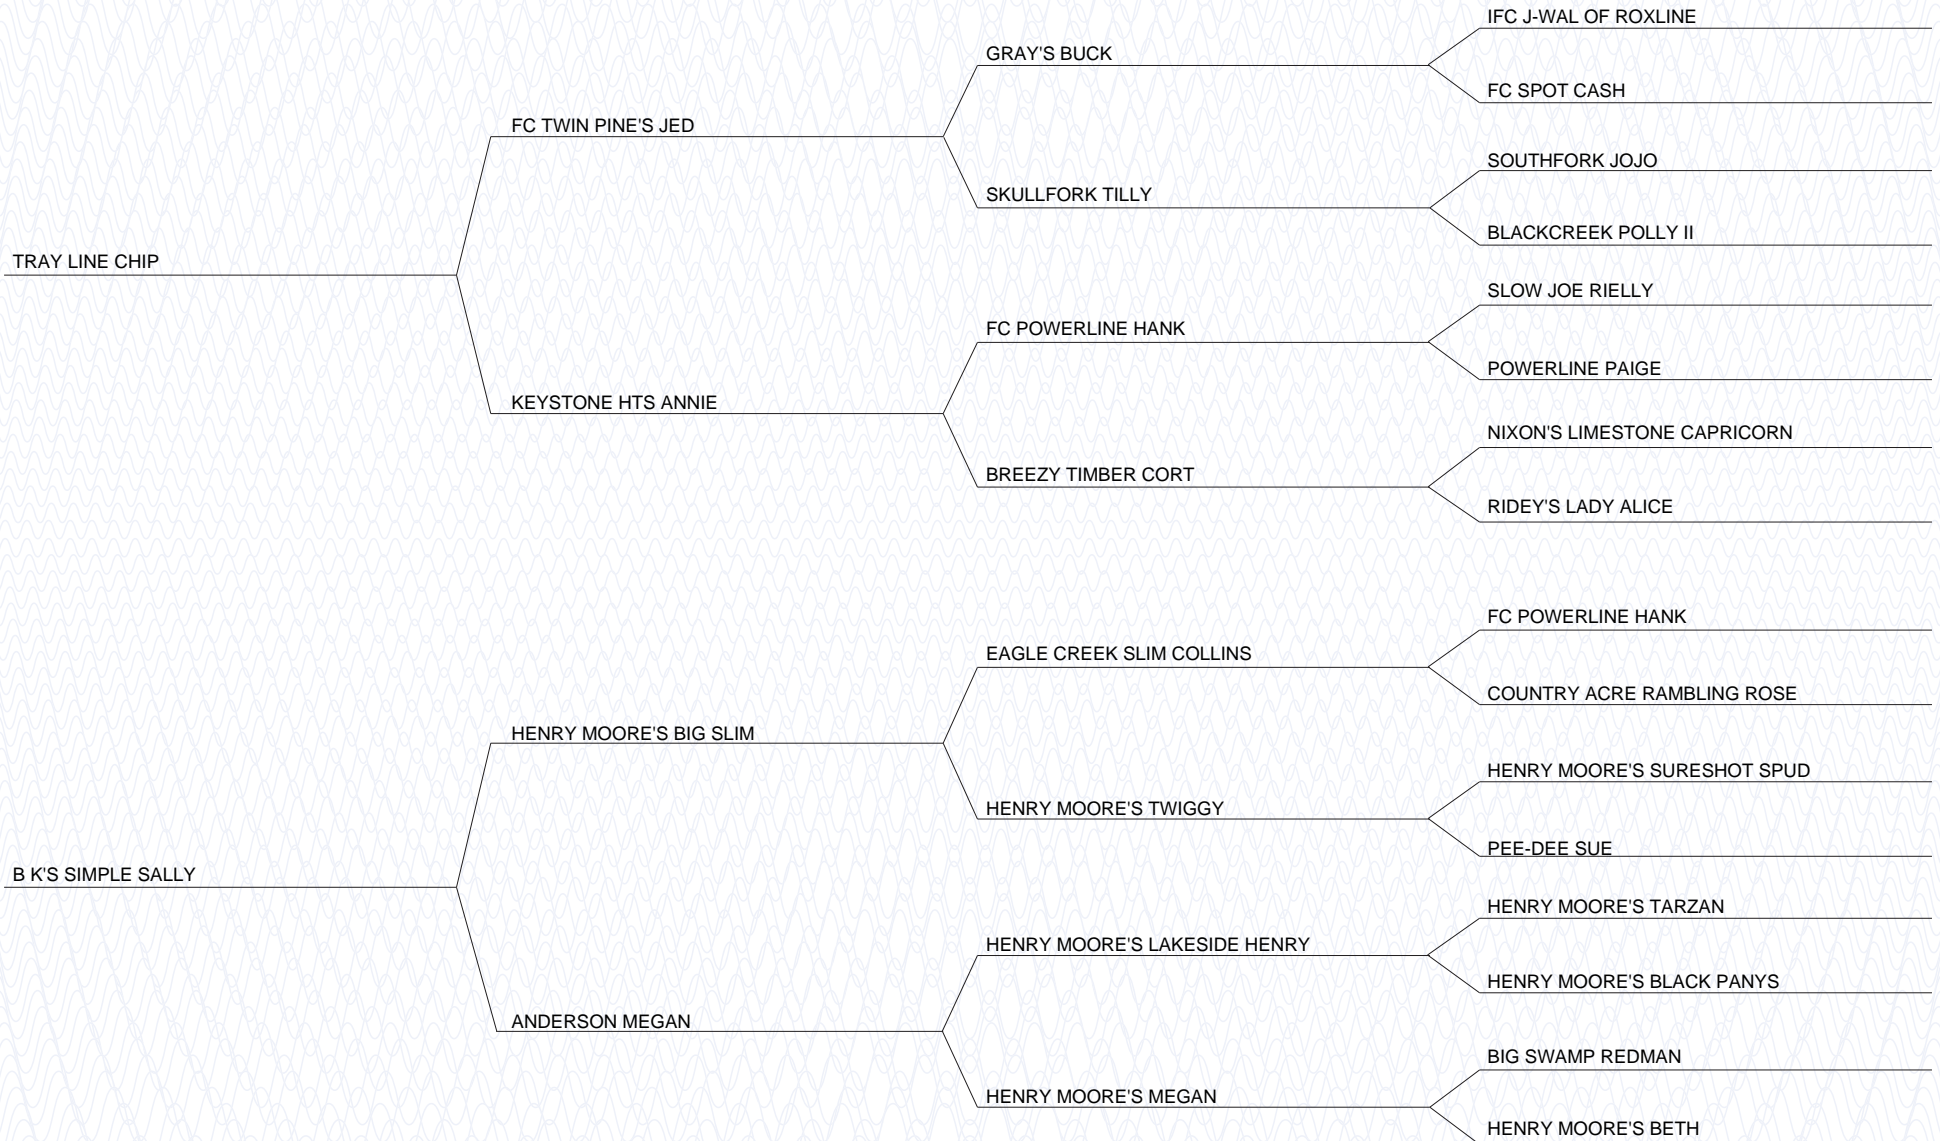 IFC J-WAL OF ROXLINE
GRAY'S BUCK
FC SPOT CASH
FC TWIN PINE'S JED
SOUTHFORK JOJO
SKULLFORK TILLY
BLACKCREEK POLLY II
TRAY LINE CHIP
SLOW JOE RIELLY
FC POWERLINE HANK
POWERLINE PAIGE
KEYSTONE HTS ANNIE
NIXON'S LIMESTONE CAPRICORN
BREEZY TIMBER CORT
RIDEY'S LADY ALICE
FC POWERLINE HANK
EAGLE CREEK SLIM COLLINS
COUNTRY ACRE RAMBLING ROSE
HENRY MOORE'S BIG SLIM
HENRY MOORE'S SURESHOT SPUD
HENRY MOORE'S TWIGGY
PEE-DEE SUE
B K'S SIMPLE SALLY
HENRY MOORE'S TARZAN
HENRY MOORE'S LAKESIDE HENRY
HENRY MOORE'S BLACK PANYS
ANDERSON MEGAN
BIG SWAMP REDMAN
HENRY MOORE'S MEGAN
HENRY MOORE'S BETH